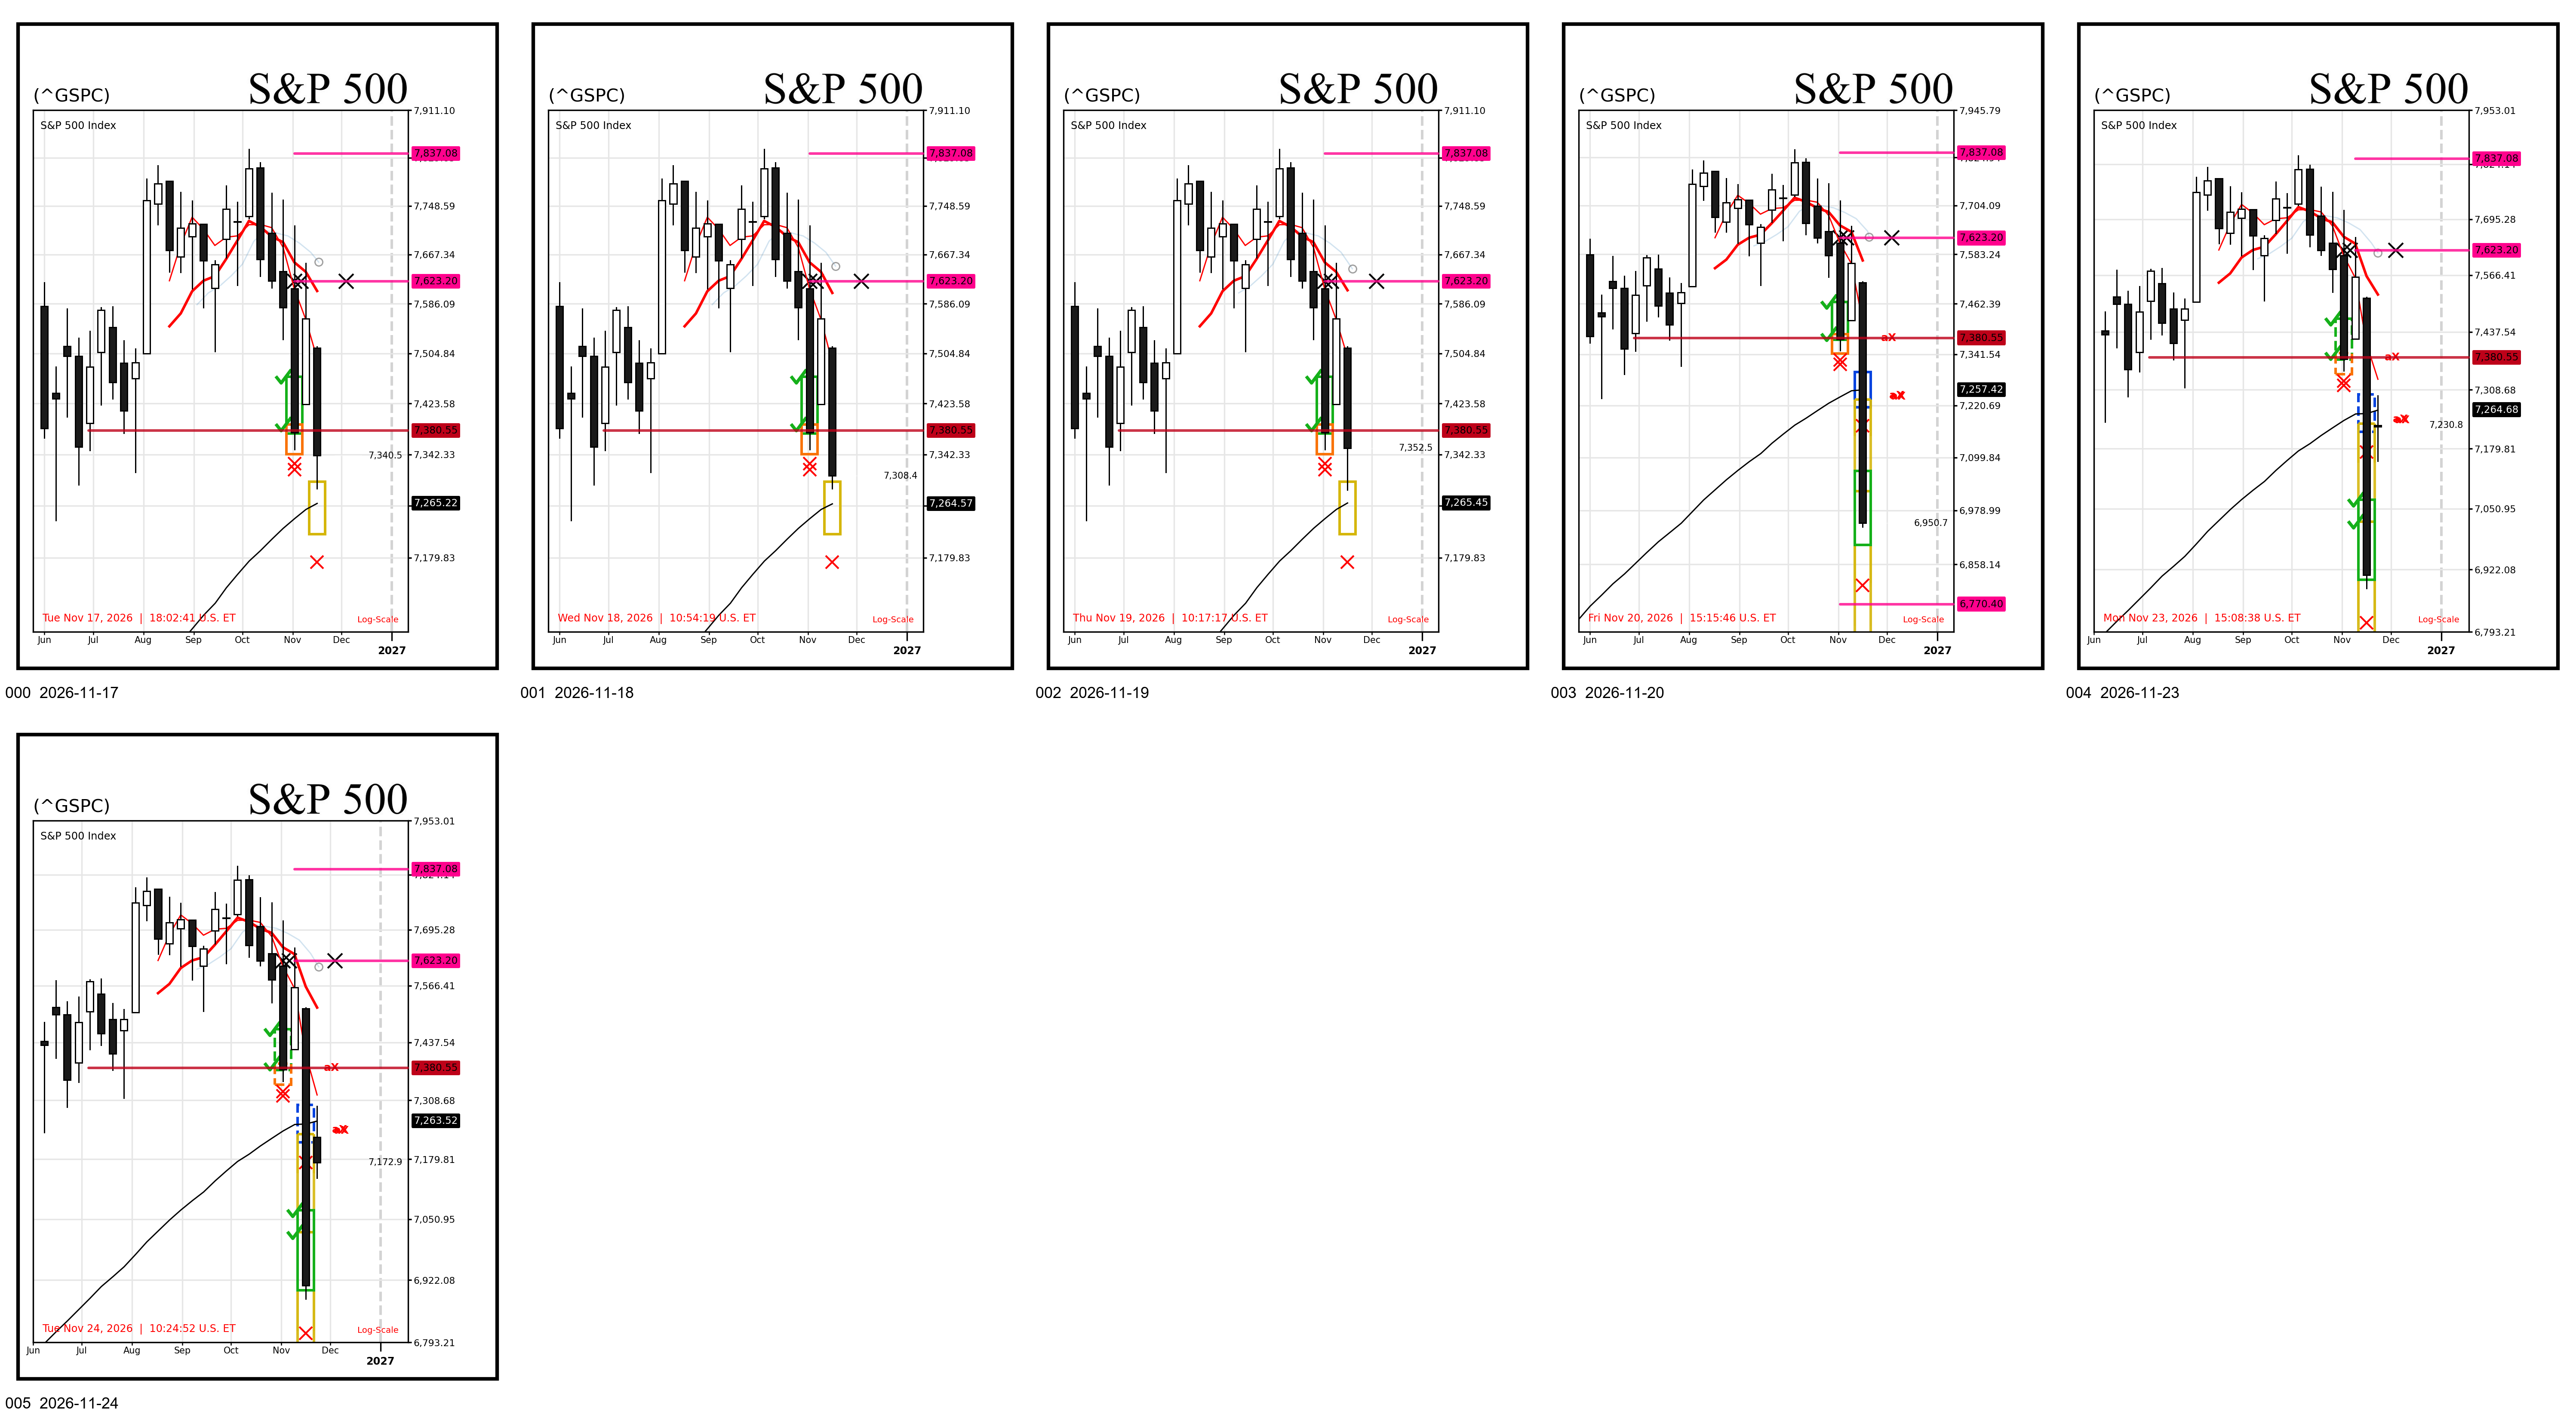 (^GSPC) S&P 500
S&P 500 Index
7,911.10
7,837.08
7,748.59
7,667.34
7,623.20
7,586.09
7,504.84
7,423.58
7,380.55
7,340.5
7,342.33
7,265.22
7,179.83
Tue Nov 17, 2026 | 18:02:41 U.S. ET
Log-Scale
Jun Jul Aug Sep Oct Nov Dec
2027
000 2026-11-17
(^GSPC) S&P 500
S&P 500 Index
7,911.10
7,837.08
7,748.59
7,667.34
7,623.20
7,586.09
7,504.84
7,423.58
7,380.55
7,342.33
7,308.4
7,264.57
7,179.83
Wed Nov 18, 2026 | 10:54:19 U.S. ET
Log-Scale
Jun Jul Aug Sep Oct Nov Dec
2027
001 2026-11-18
(^GSPC) S&P 500
S&P 500 Index
7,911.10
7,837.08
7,748.59
7,667.34
7,623.20
7,586.09
7,504.84
7,423.58
7,380.55
7,352.5
7,342.33
7,265.45
7,179.83
Thu Nov 19, 2026 | 10:17:17 U.S. ET
Log-Scale
Jun Jul Aug Sep Oct Nov Dec
2027
002 2026-11-19
(^GSPC) S&P 500
S&P 500 Index
7,945.79
7,837.08
7,704.09
7,623.20
7,583.24
7,462.39
aX 7,380.55
7,341.54
7,257.42
aX
7,220.69
7,099.84
6,978.99
6,950.7
6,858.14
6,770.40
Fri Nov 20, 2026 | 15:15:46 U.S. ET
Log-Scale
Jun Jul Aug Sep Oct Nov Dec
2027
003 2026-11-20
(^GSPC) S&P 500
S&P 500 Index
7,953.01
7,837.08
7,695.28
7,623.20
7,566.41
7,437.54
aX 7,380.55
7,308.68
7,264.68
aX
7,230.8
7,179.81
7,050.95
6,922.08
6,793.21
Mon Nov 23, 2026 | 15:08:38 U.S. ET
Log-Scale
Jun Jul Aug Sep Oct Nov Dec
2027
004 2026-11-23
(^GSPC) S&P 500
S&P 500 Index
7,953.01
7,837.08
7,695.28
7,623.20
7,566.41
7,437.54
aX 7,380.55
7,308.68
7,263.52
aX
7,172.9
7,179.81
7,050.95
6,922.08
6,793.21
Tue Nov 24, 2026 | 10:24:52 U.S. ET
Log-Scale
Jun Jul Aug Sep Oct Nov Dec
2027
005 2026-11-24